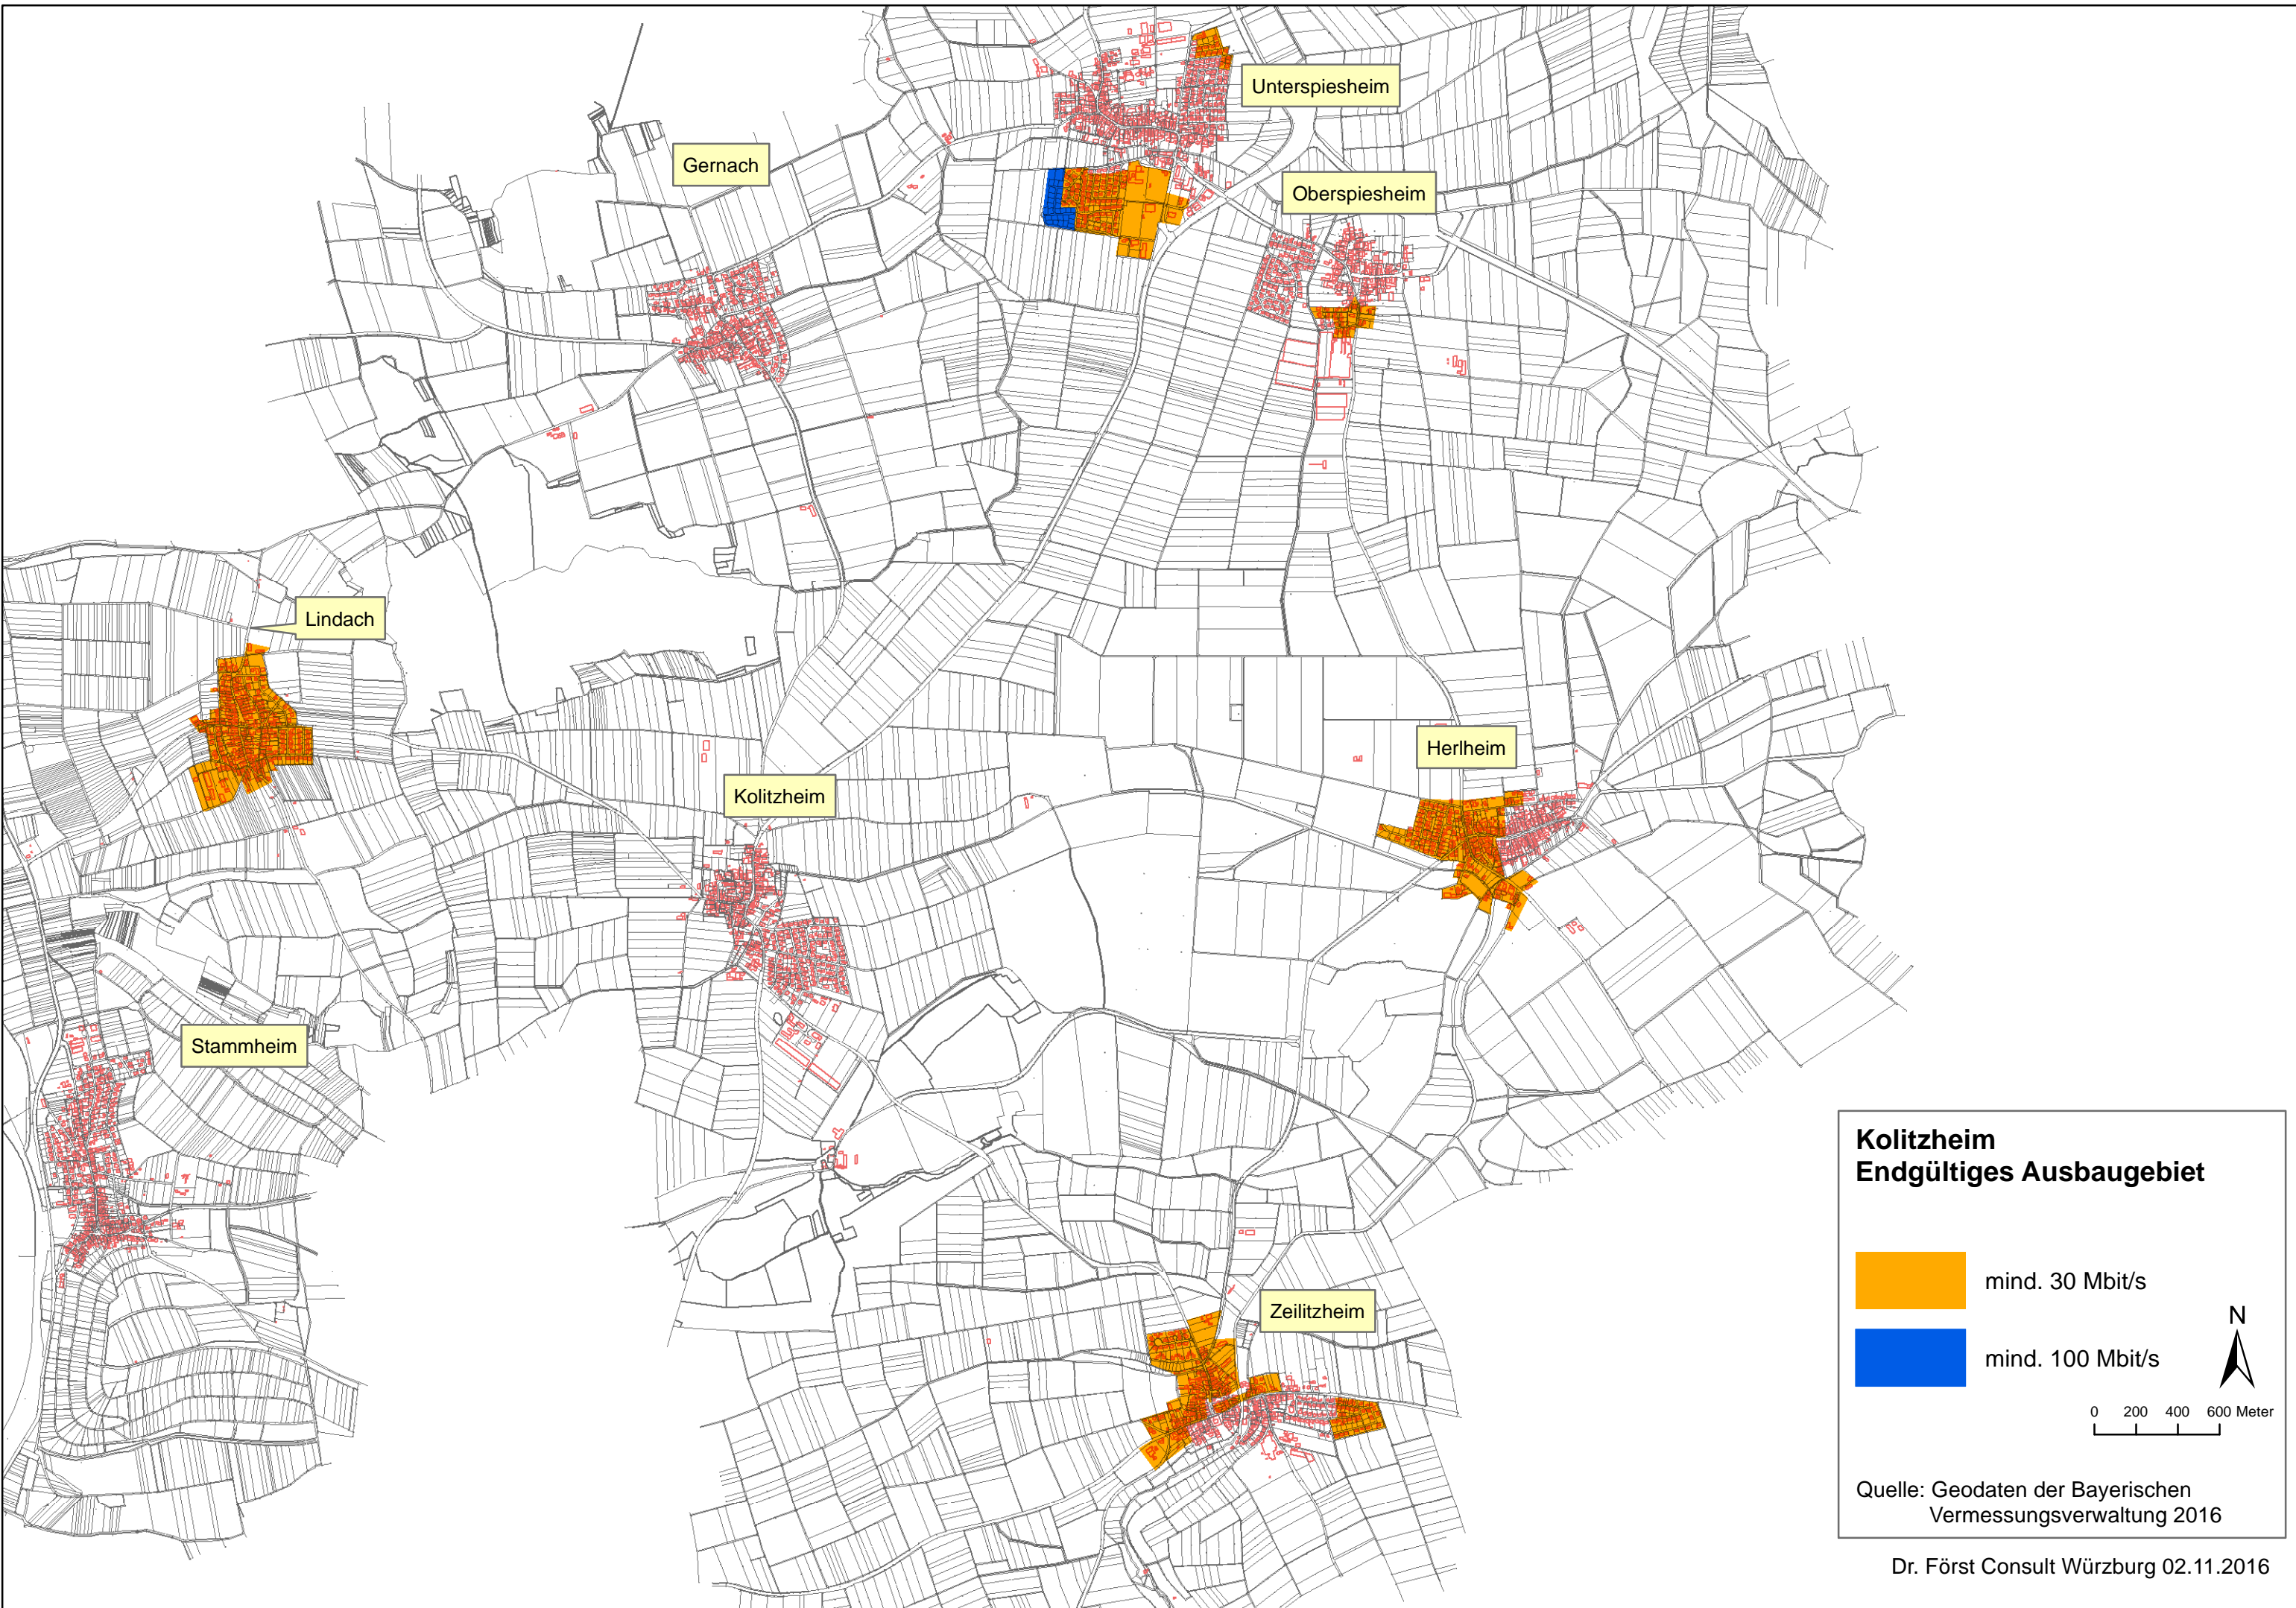 Unterspiesheim
Gernach
Oberspiesheim
Lindach
Herlheim
Kolitzheim
Stammheim
Zeilitzheim
Kolitzheim
Endgültiges Ausbaugebiet
mind. 30 Mbit/s
N
mind. 100 Mbit/s
0 200 400 600 Meter
Quelle: Geodaten der Bayerischen
Vermessungsverwaltung 2016
Dr. Först Consult Würzburg 02.11.2016